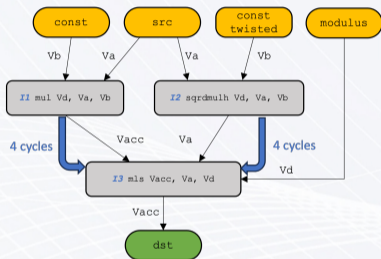 const
src
const
twisted
modulus
Vb
Va
Va
Vb
I1 mul Vd, Va, Vb
I2 sqrdmulh Vd, Va, Vb
4 cycles
Vacc
Va
4 cycles
Vd
I3 mls Vacc, Va, Vd
Vacc
dst